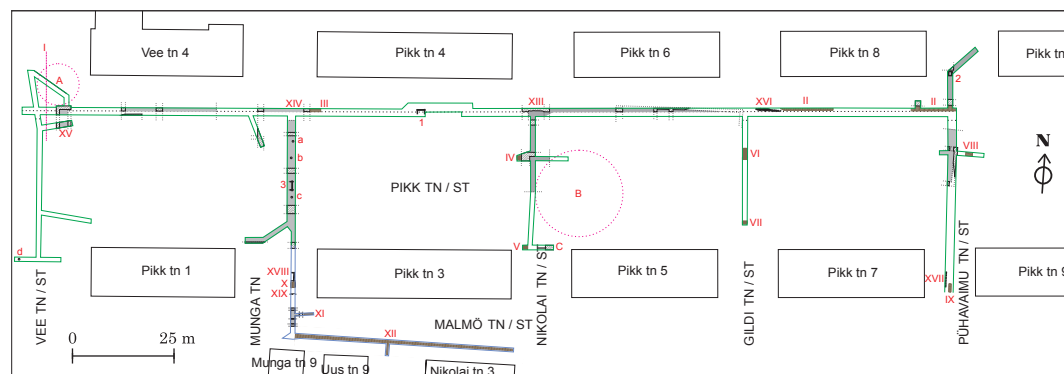 I
Vee tn 4
Pikk tn 4
Pikk tn 6
Pikk tn 8
Pikk tn
A
2
XIV
III
XIII
XVI
II
II
1
XV
a
b
3
c
IV
VI
VIII
N
PIKK TN / ST
B
d
V
C
VII
Pikk tn 1
Pikk tn 3
Pikk tn 5
Pikk tn 7
Pikk tn 9
XVIII
X
XIX
XVII
IX
XI
VEE TN / ST
MUNGA TN
MALMÖ TN / ST
NIKOLAI TN / ST
GILDI TN / ST
PÜHAVAIMU TN / ST
0
25 m
XII
Munga tn 9
Uus tn 9
Nikolai tn 3